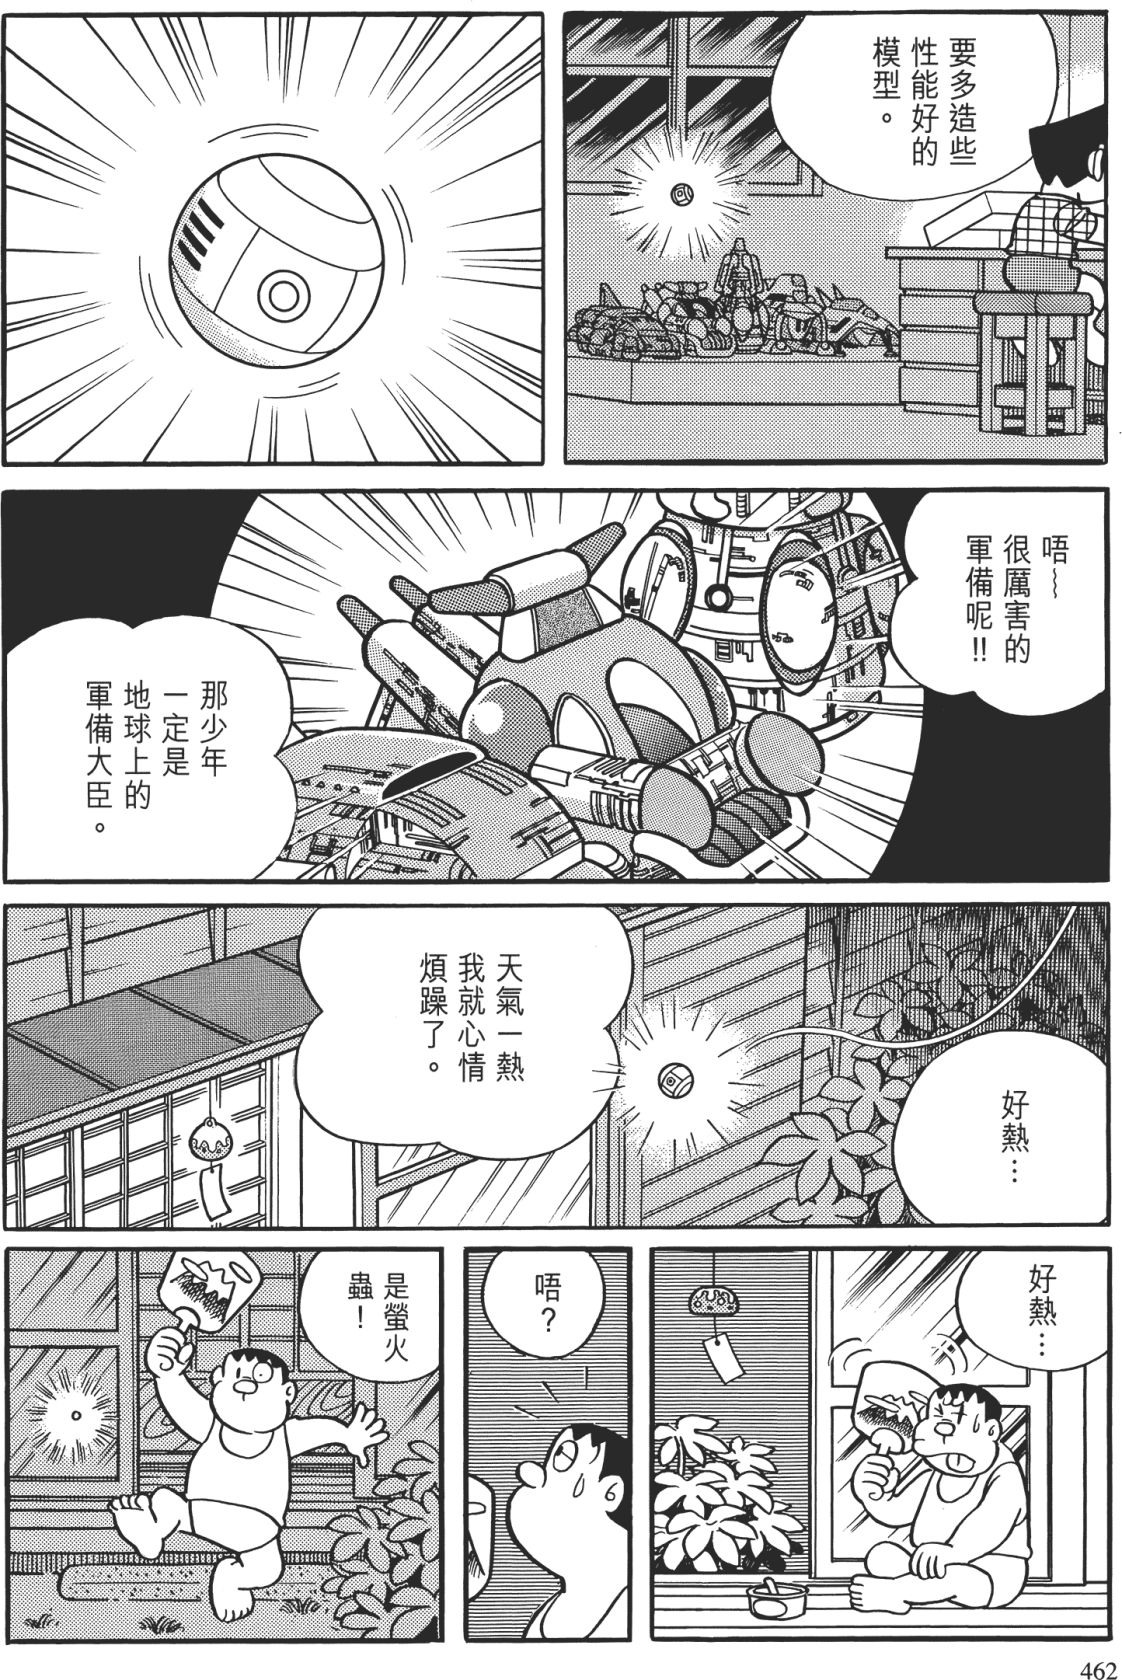 要多造些
性能好的
模型。
唔~
很厲害的
軍備呢!!
那少年
一定是
地球上的
軍備大臣。
好熱…
天氣一熱
我就心情
煩躁了。
好熱…
唔?
是螢火
蟲!
462